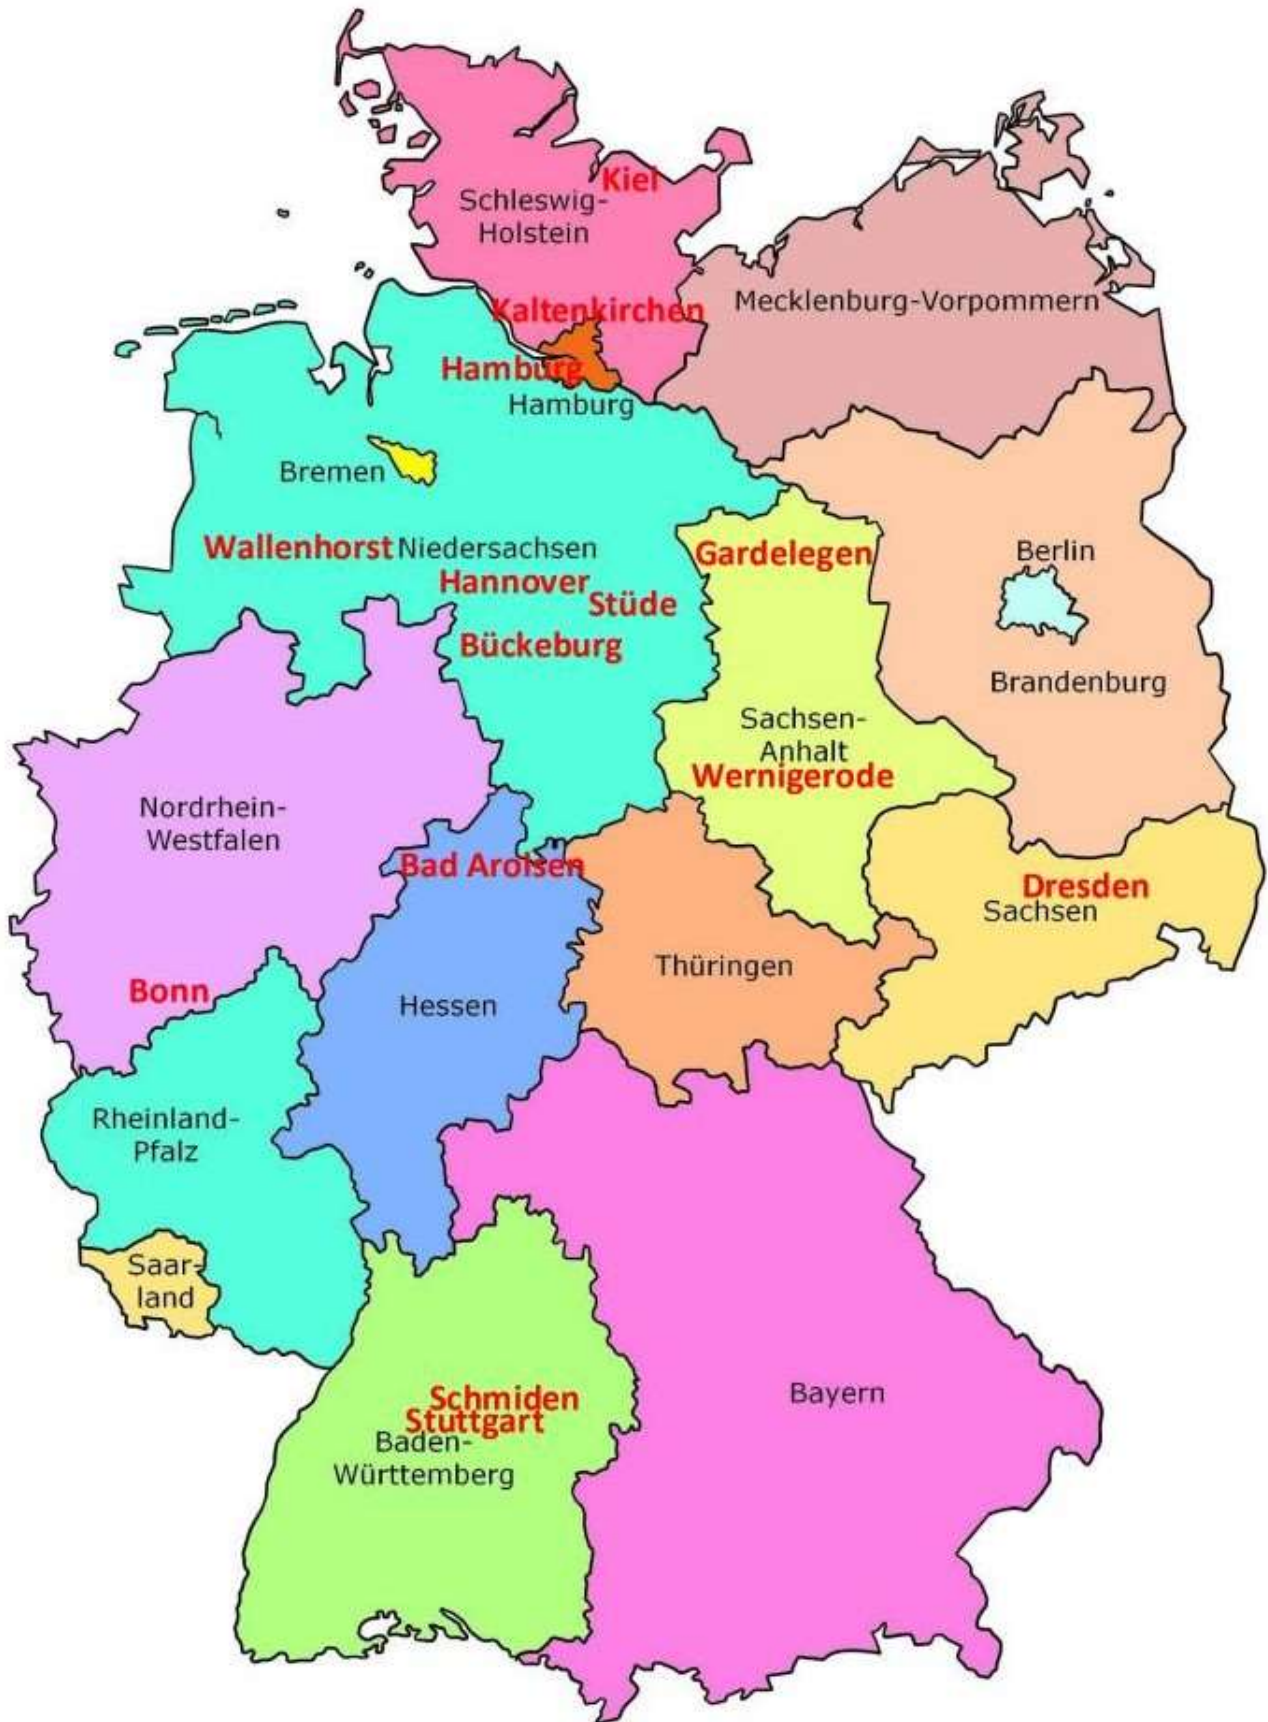 Kiel
Schleswig-
Holstein
Kaltenkirchen
Mecklenburg-Vorpommern
Hamburg
Hamburg
Bremen
Wallenhorst
Niedersachsen
Gardelegen
Berlin
Hannover
Stüde
Bückeburg
Brandenburg
Sachsen-
Anhalt
Wernigerode
Nordrhein-
Westfalen
Bad Arolsen
Dresden
Sachsen
Thüringen
Bonn
Hessen
Rheinland-
Pfalz
Saar-
land
Schmiden
Stuttgart
Bayern
Baden-
Württemberg